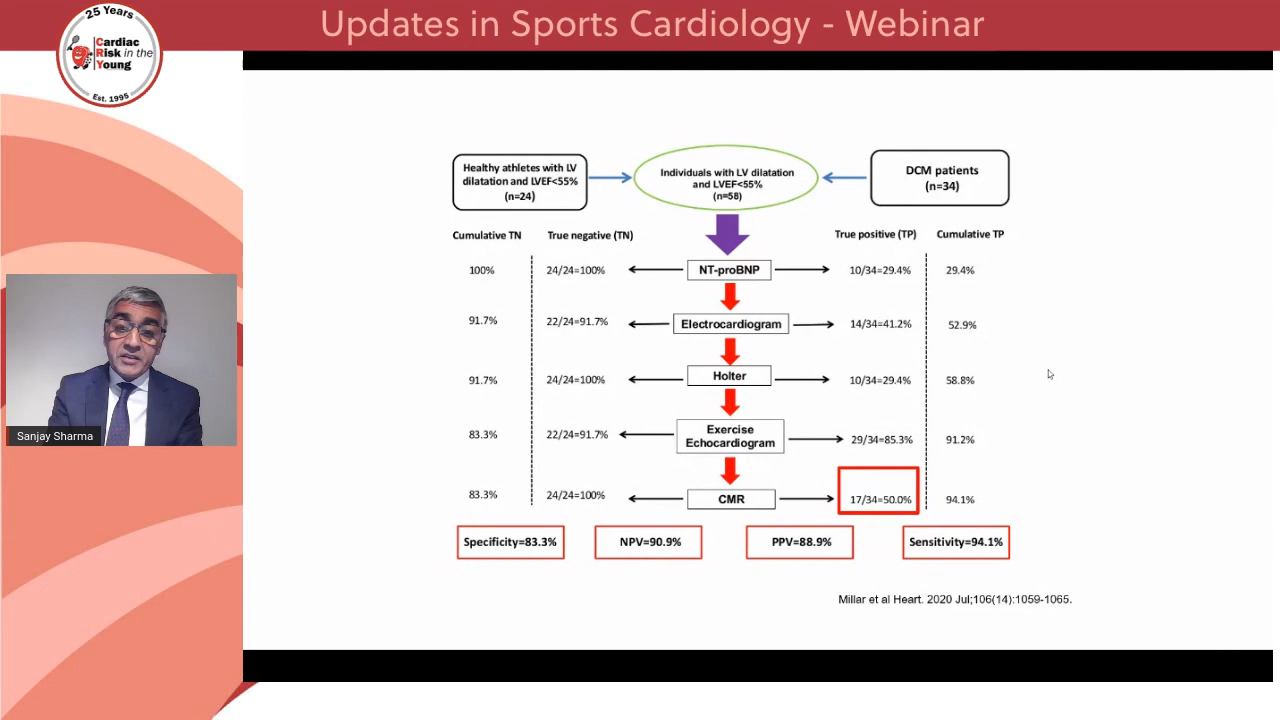 Updates in Sports Cardiology - Webinar
25 Years
Cardiac
Risk in the
Young
Est. 1995
Healthy athletes with LV
dilatation and LVEF<55%
(n=24)
Individuals with LV dilatation
and LVEF<55%
(n=58)
DCM patients
(n=34)
Cumulative TN
True negative (TN)
True positive (TP)
Cumulative TP
100%
24/24=100%
NT-proBNP
10/34=29.4%
29.4%
91.7%
22/24=91.7%
Electrocardiogram
14/34=41.2%
52.9%
91.7%
24/24=100%
Holter
10/34=29.4%
58.8%
83.3%
22/24=91.7%
Exercise
Echocardiogram
29/34=85.3%
91.2%
83.3%
24/24=100%
CMR
17/34=50.0%
94.1%
Specificity=83.3%
NPV=90.9%
PPV=88.9%
Sensitivity=94.1%
Millar et al Heart. 2020 Jul;106(14):1059-1065.
Sanjay Sharma